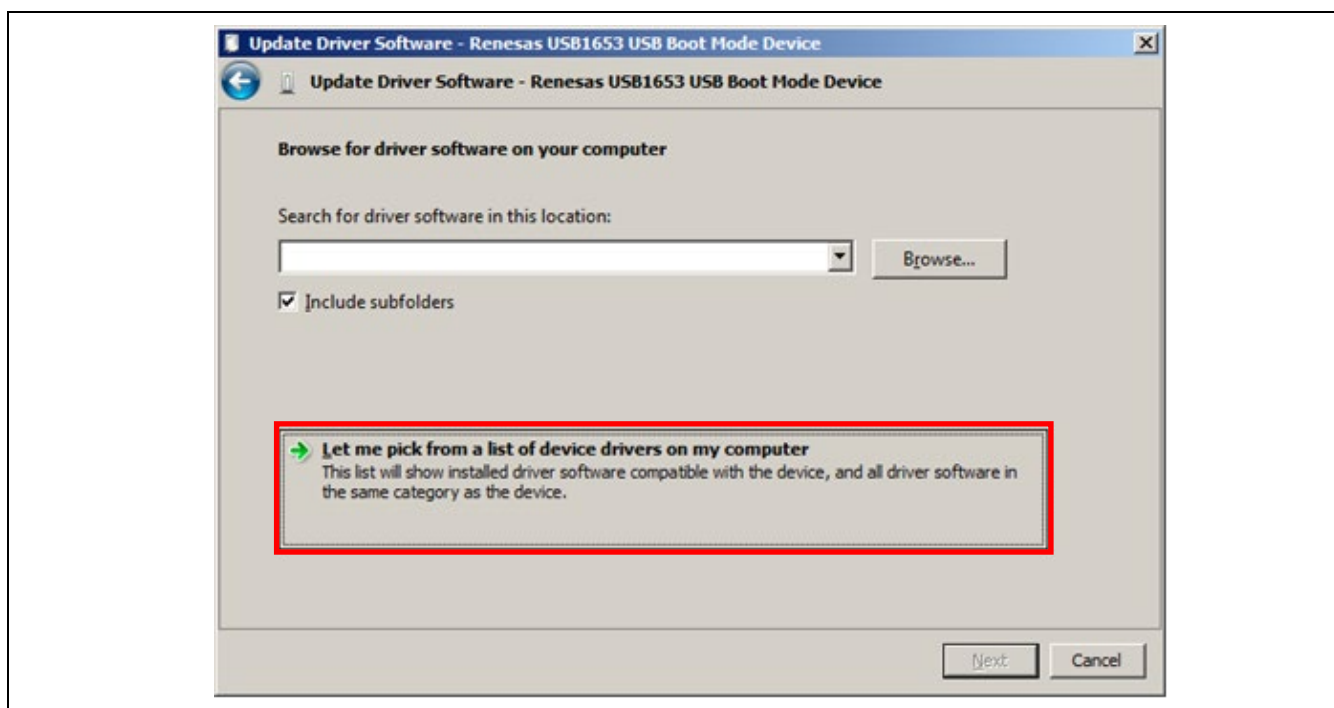 Update Driver Software - Renesas USB1653 USB Boot Mode Device
Update Driver Software - Renesas USB1653 USB Boot Mode Device
Browse for driver software on your computer
Search for driver software in this location:
Browse...
Include subfolders
Let me pick from a list of device drivers on my computer
This list will show installed driver software compatible with the device, and all driver software in
the same category as the device.
Next
Cancel